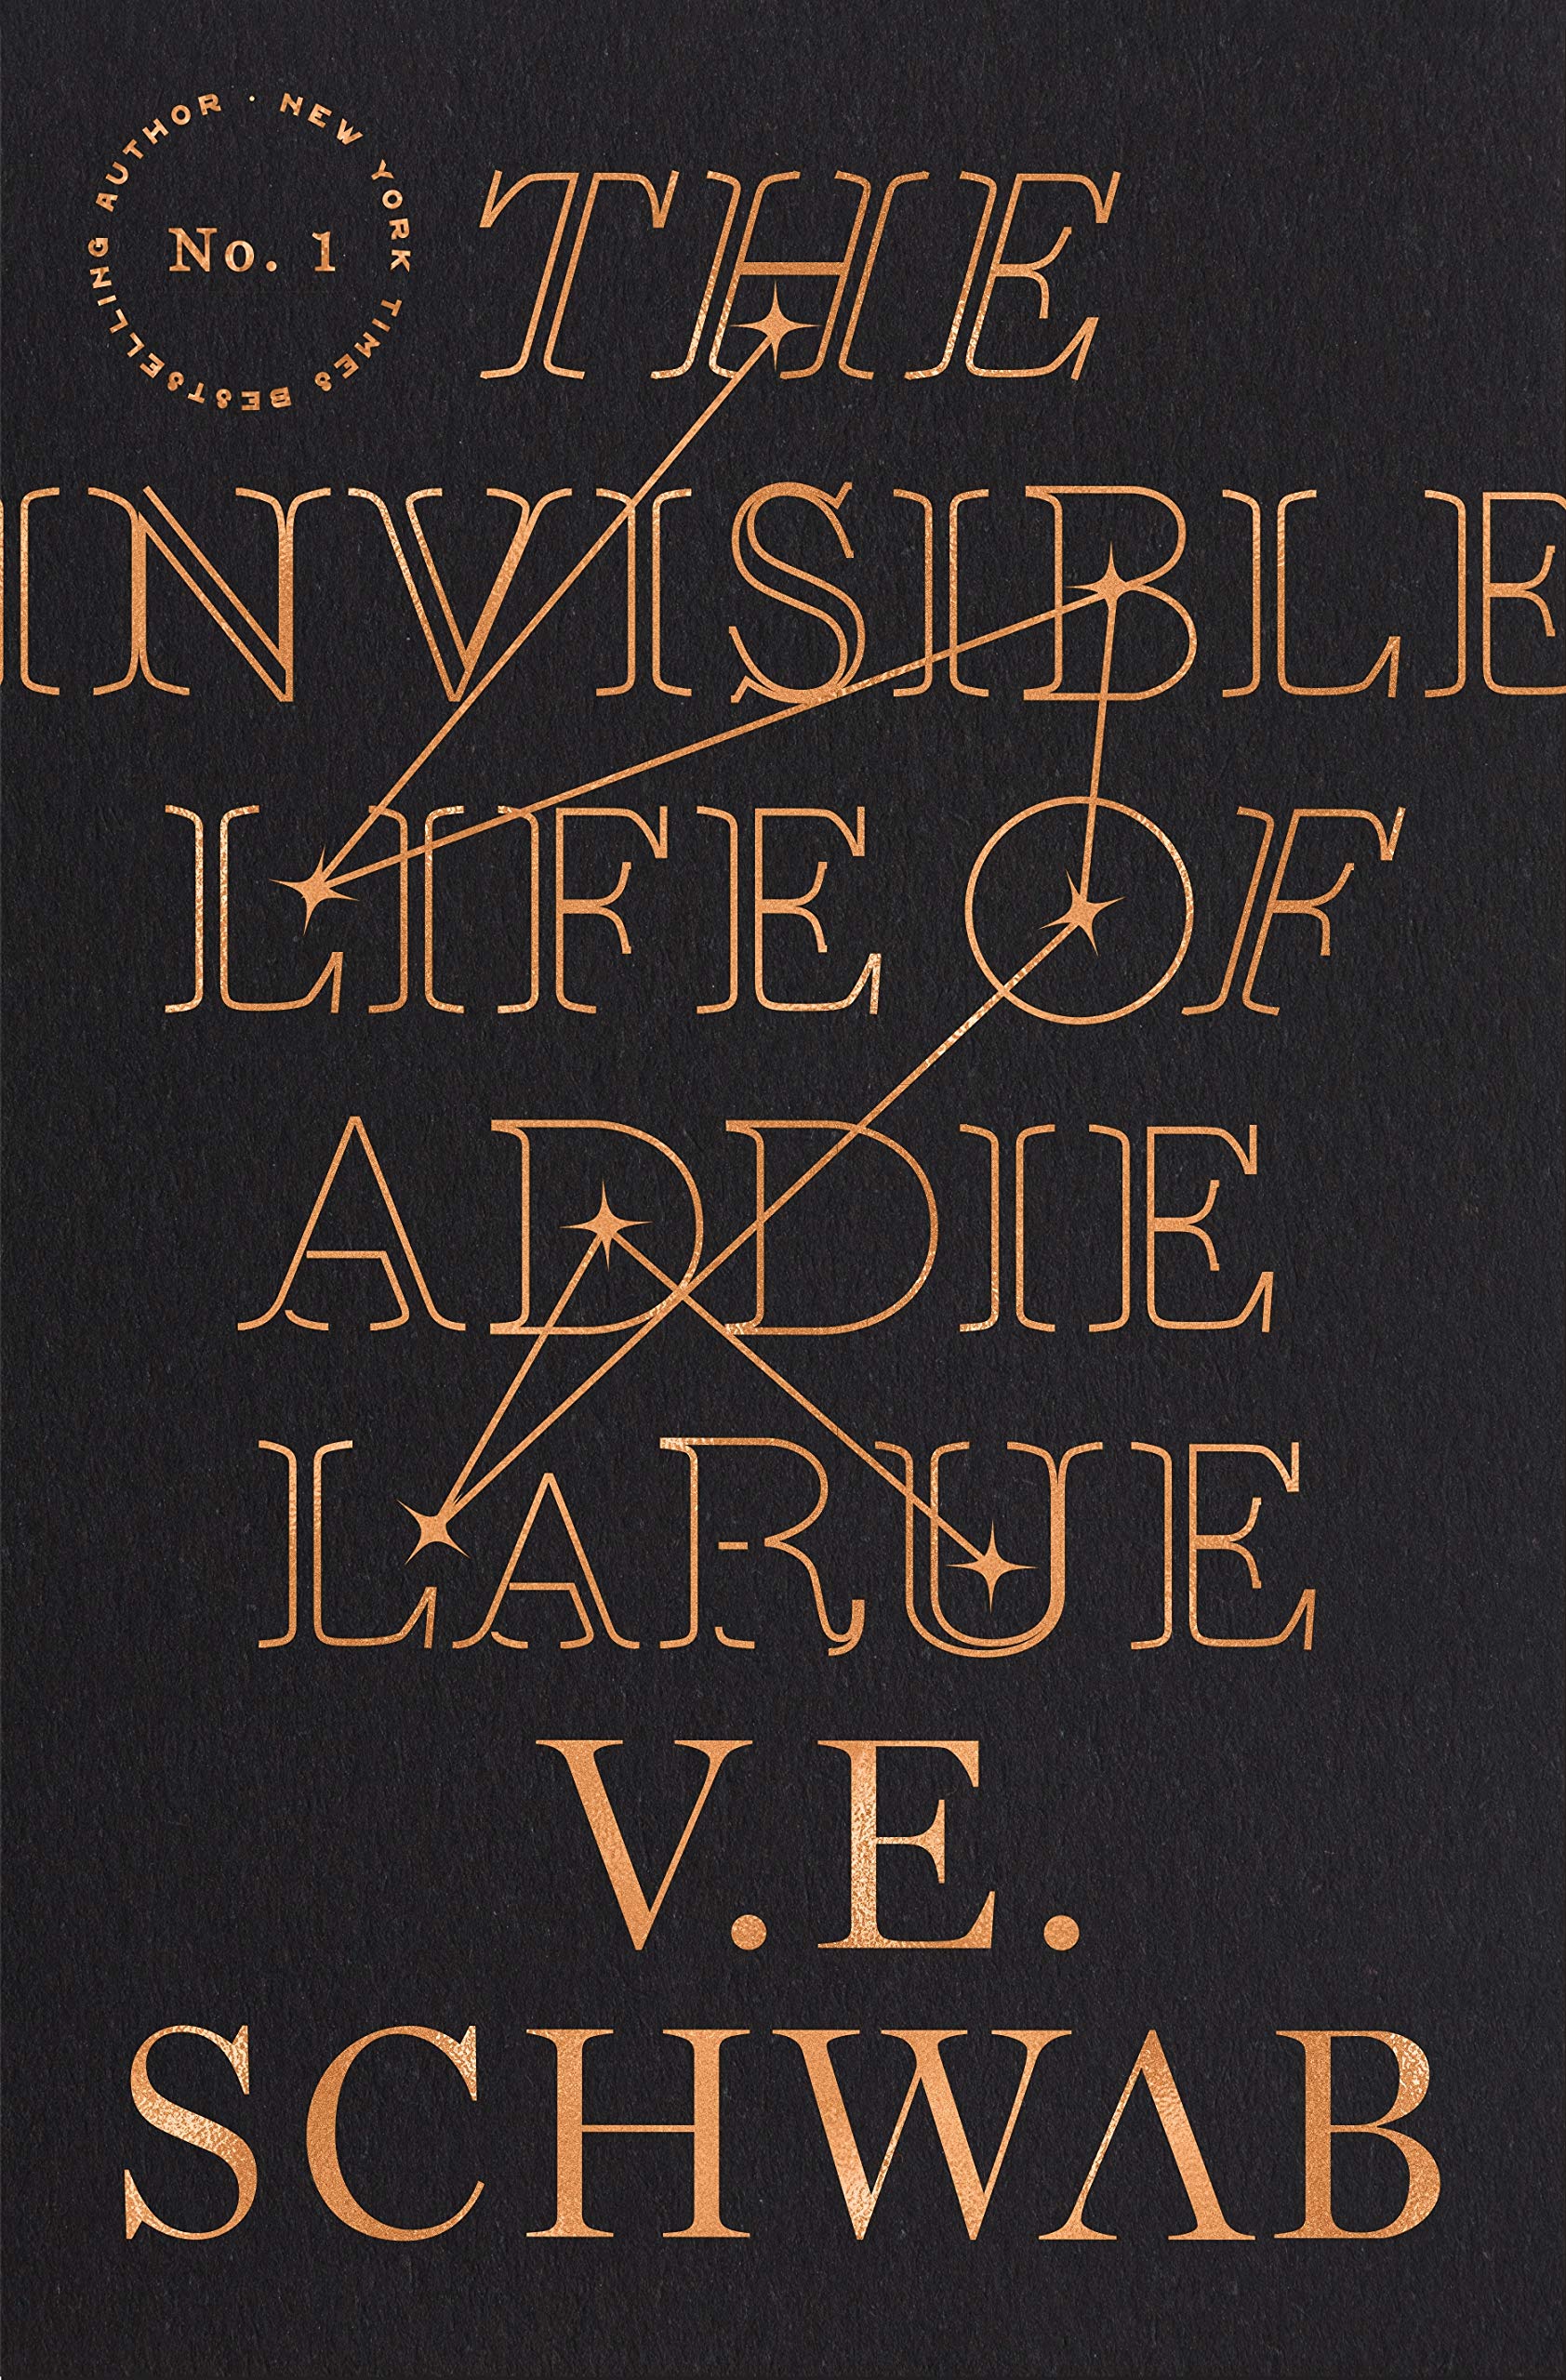 NEW YORK TIMES BESTSELLING AUTHOR ·
No. 1
THE
INVISIBLE
LIFE OF
ADDIE
LARUE
V.E.
SCHWAB